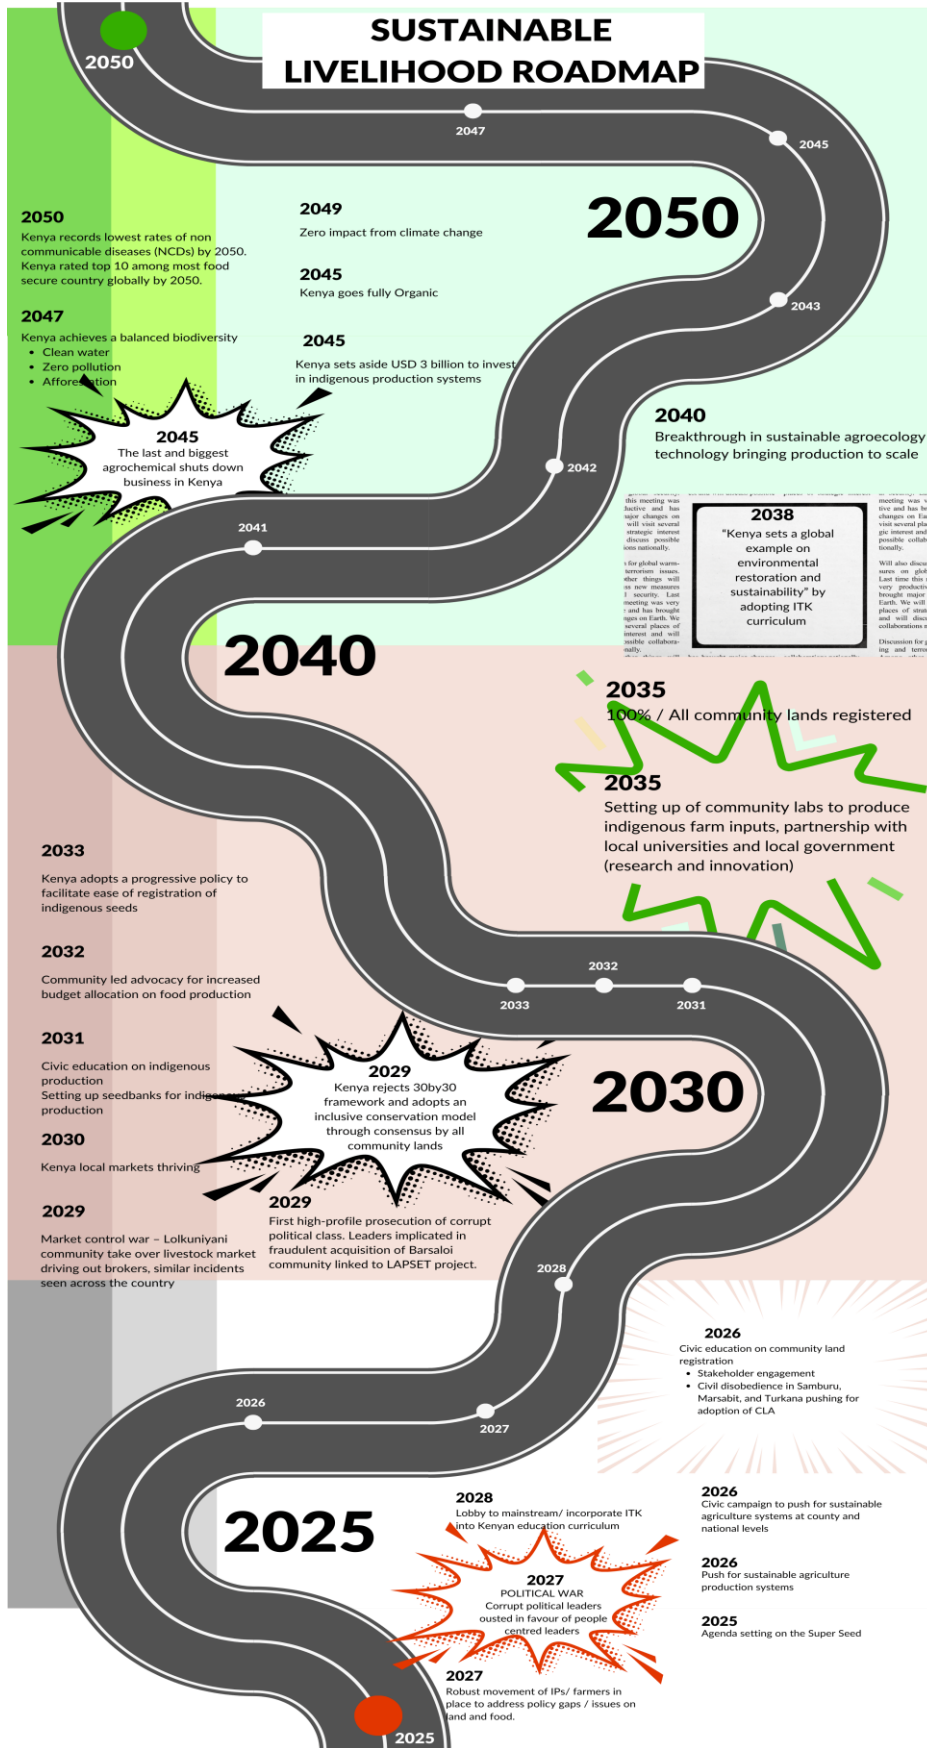 SUSTAINABLE
LIVELIHOOD ROADMAP
2050
2047
2045
2050
2043
2050
Kenya records lowest rates of non
communicable diseases (NCDs) by 2050.
Kenya rated top 10 among most food
secure country globally by 2050.
2047
Kenya achieves a balanced biodiversity
• Clean water
• Zero pollution
• Afforestation
2049
Zero impact from climate change
2045
Kenya goes fully Organic
2045
Kenya sets aside USD 3 billion to invest
in indigenous production systems
2045
The last and biggest
agrochemical shuts down
business in Kenya
2040
Breakthrough in sustainable agroecology
technology bringing production to scale
2042
2041
2038
"Kenya sets a global
example on
environmental
restoration and
sustainability" by
adopting ITK
curriculum
2040
2035
100% / All community lands registered
2035
Setting up of community labs to produce
indigenous farm inputs, partnership with
local universities and local government
(research and innovation)
2033
Kenya adopts a progressive policy to
facilitate ease of registration of
indigenous seeds
2032
Community led advocacy for increased
budget allocation on food production
2031
Civic education on indigenous
production
Setting up seedbanks for indigenous
production
2030
Kenya local markets thriving
2029
Market control war – Lolkuniyani
community take over livestock market
driving out brokers, similar incidents
seen across the country
2032
2033
2031
2029
Kenya rejects 30by30
framework and adopts an
inclusive conservation model
through consensus by all
community lands
2030
2029
First high-profile prosecution of corrupt
political class. Leaders implicated in
fraudulent acquisition of Barsaloi
community linked to LAPSET project.
2028
2026
Civic education on community land
registration
• Stakeholder engagement
• Civil disobedience in Samburu,
Marsabit, and Turkana pushing for
adoption of CLA
2026
2027
2025
2028
Lobby to mainstream/ incorporate ITK
into Kenyan education curriculum
2027
POLITICAL WAR
Corrupt political leaders
ousted in favour of people
centred leaders
2027
Robust movement of IPs/ farmers in
place to address policy gaps / issues on
land and food.
2026
Civic campaign to push for sustainable
agriculture systems at county and
national levels
2026
Push for sustainable agriculture
production systems
2025
Agenda setting on the Super Seed
2025